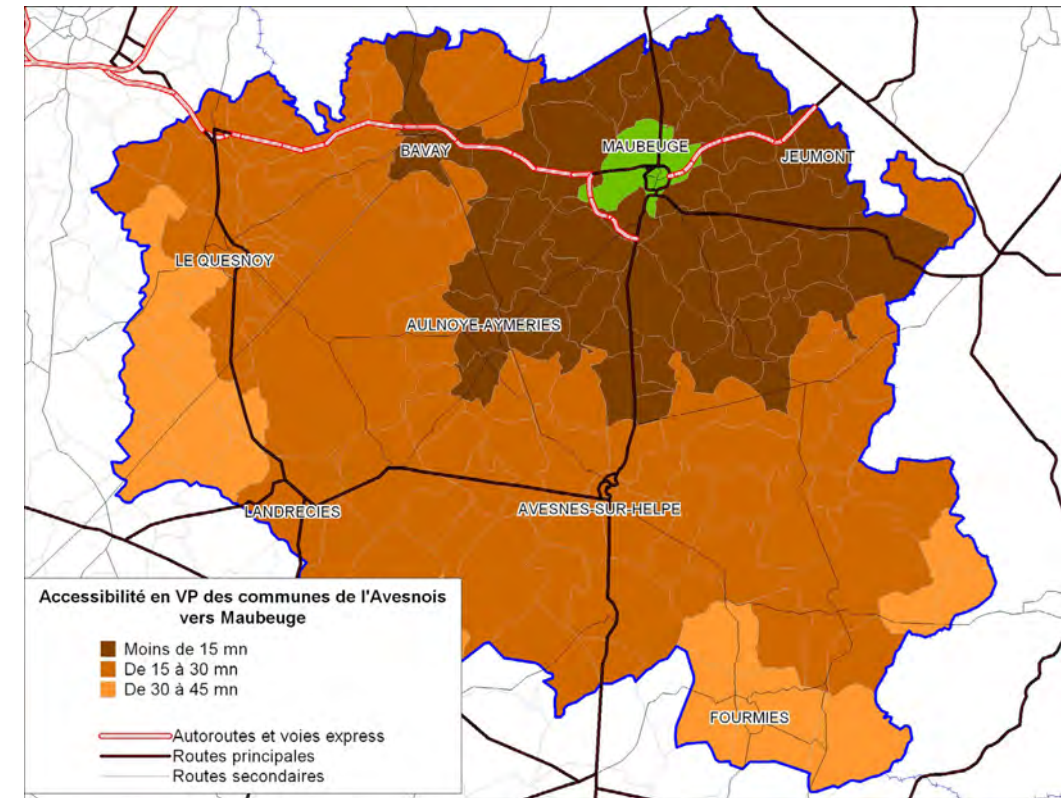 BAVAY
MAUBEUGE
JEUMONT
LE QUESNOY
AULNOYE-AYMERIES
LANDRECIES
AVESNES-SUR-HELPE
FOURMIES
Accessibilité en VP des communes de l'Avesnois
vers Maubeuge
Moins de 15 mn
De 15 à 30 mn
De 30 à 45 mn
Autoroutes et voies express
Routes principales
Routes secondaires